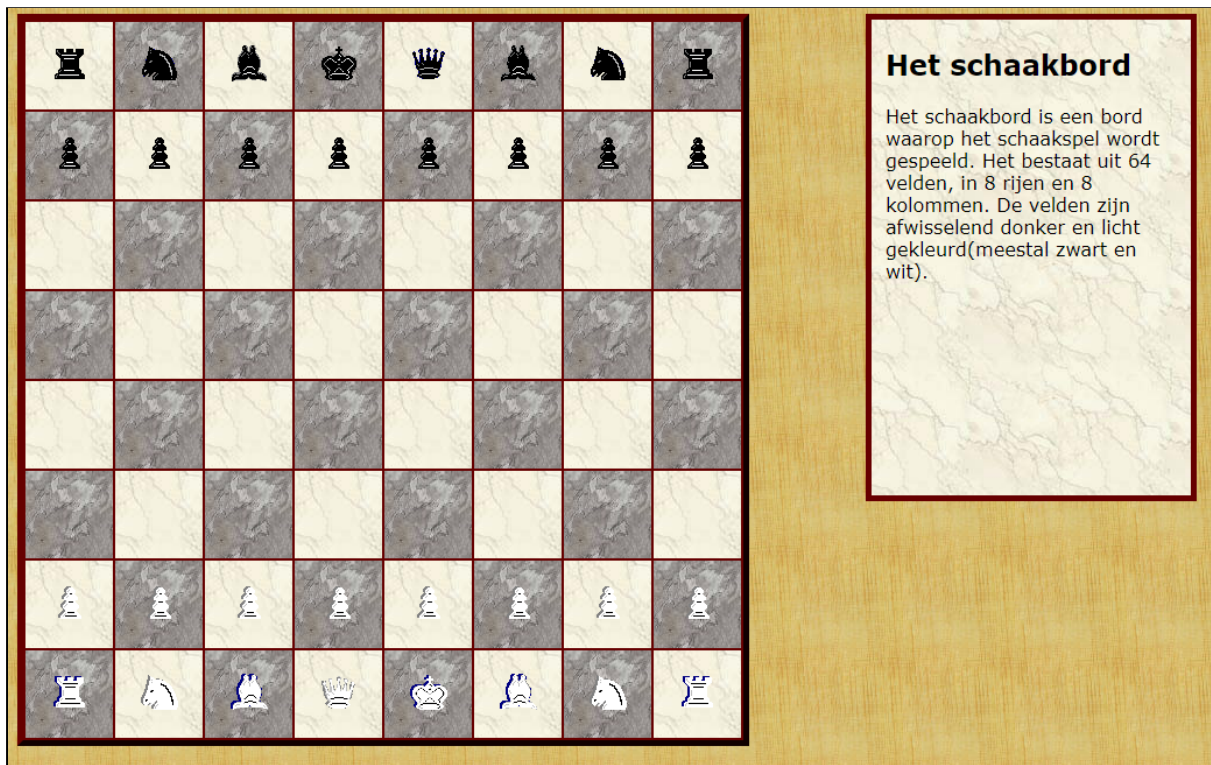 Het schaakbord
Het schaakbord is een bord
waarop het schaakspel wordt
gespeeld. Het bestaat uit 64
velden, in 8 rijen en 8
kolommen. De velden zijn
afwisselend donker en licht
gekleurd(meestal zwart en
wit).